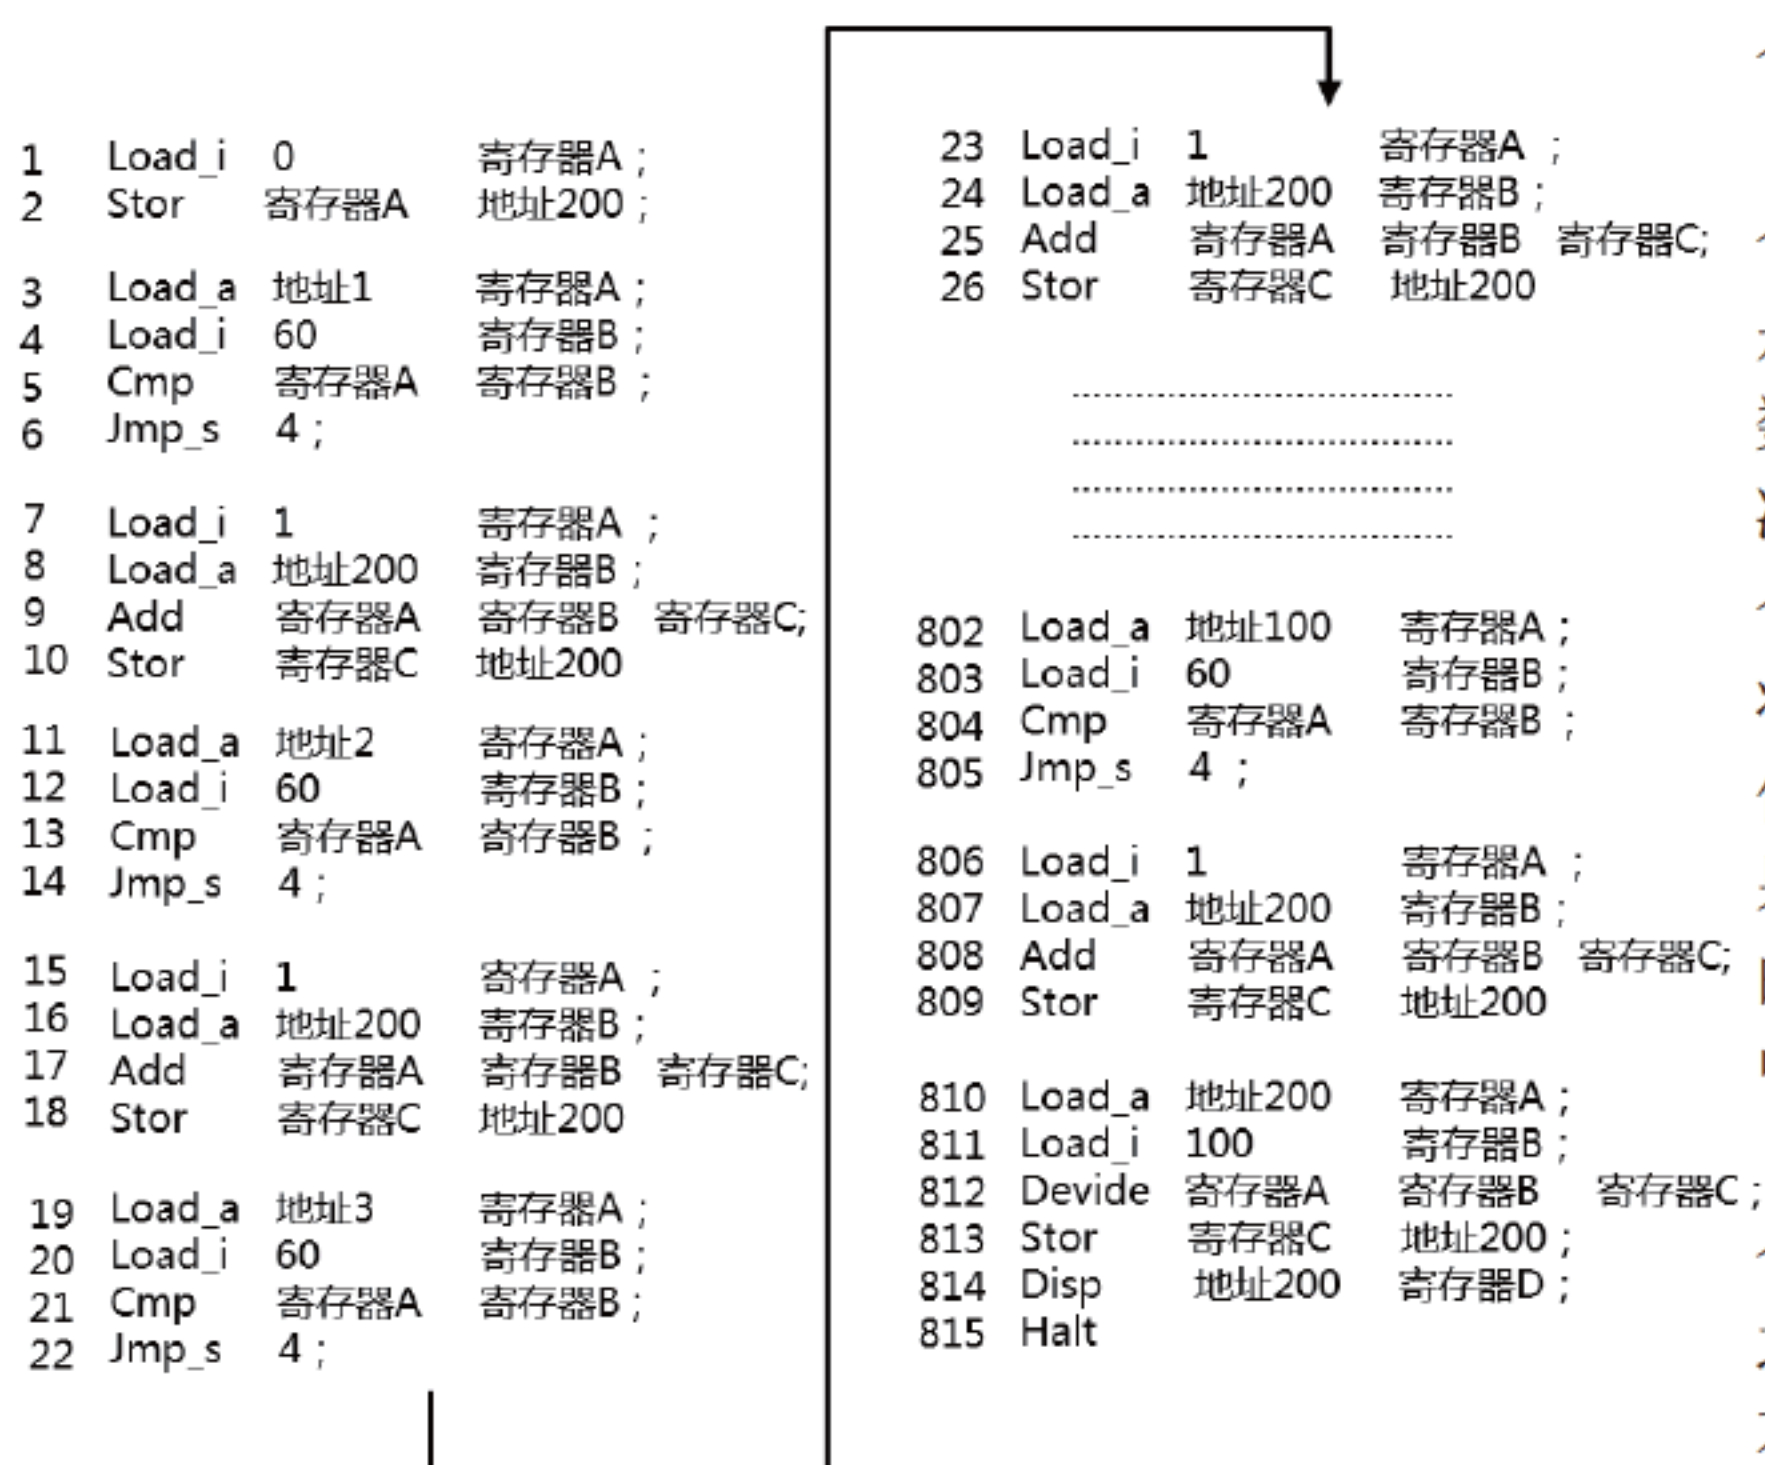 1 Load_i 0 寄存器A ;
2 Stor 寄存器A 地址200 ;
3 Load_a 地址1 寄存器A ;
4 Load_i 60 寄存器B ;
5 Cmp 寄存器A 寄存器B ;
6 Jmp_s 4 ;
7 Load_i 1 寄存器A ;
8 Load_a 地址200 寄存器B ;
9 Add 寄存器A 寄存器B 寄存器C;
10 Stor 寄存器C 地址200
11 Load_a 地址2 寄存器A ;
12 Load_i 60 寄存器B ;
13 Cmp 寄存器A 寄存器B ;
14 Jmp_s 4 ;
15 Load_i 1 寄存器A ;
16 Load_a 地址200 寄存器B ;
17 Add 寄存器A 寄存器B 寄存器C;
18 Stor 寄存器C 地址200
19 Load_a 地址3 寄存器A ;
20 Load_i 60 寄存器B ;
21 Cmp 寄存器A 寄存器B ;
22 Jmp_s 4 ;
23 Load_i 1 寄存器A ;
24 Load_a 地址200 寄存器B ;
25 Add 寄存器A 寄存器B 寄存器C;
26 Stor 寄存器C 地址200
802 Load_a 地址100 寄存器A ;
803 Load_i 60 寄存器B ;
804 Cmp 寄存器A 寄存器B ;
805 Jmp_s 4 ;
806 Load_i 1 寄存器A ;
807 Load_a 地址200 寄存器B ;
808 Add 寄存器A 寄存器B 寄存器C;
809 Stor 寄存器C 地址200
810 Load_a 地址200 寄存器A ;
811 Load_i 100 寄存器B ;
812 Devide 寄存器A 寄存器B 寄存器C ;
813 Stor 寄存器C 地址200 ;
814 Disp 地址200 寄存器D ;
815 Halt